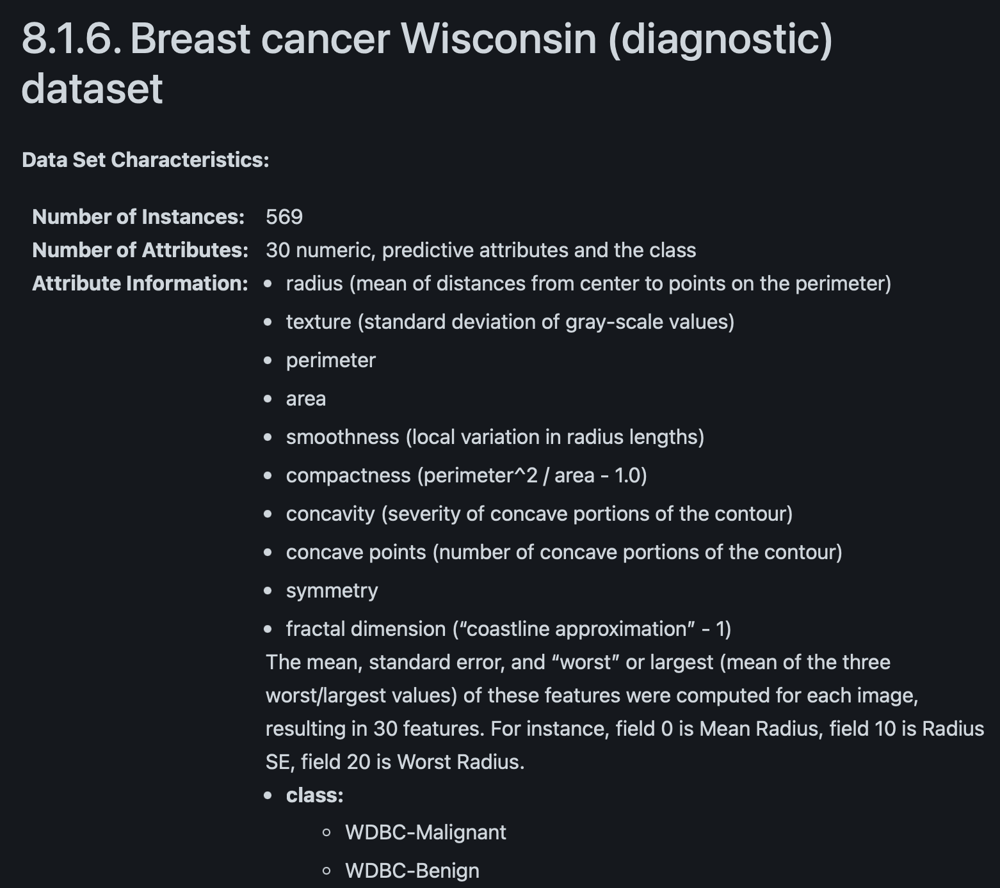 8.1.6. Breast cancer Wisconsin (diagnostic)
dataset
Data Set Characteristics:
Number of Instances: 569
Number of Attributes: 30 numeric, predictive attributes and the class
Attribute Information: • radius (mean of distances from center to points on the perimeter)
• texture (standard deviation of gray-scale values)
• perimeter
• area
• smoothness (local variation in radius lengths)
• compactness (perimeter^2 / area - 1.0)
• concavity (severity of concave portions of the contour)
• concave points (number of concave portions of the contour)
• symmetry
• fractal dimension (“coastline approximation” - 1)
The mean, standard error, and “worst” or largest (mean of the three
worst/largest values) of these features were computed for each image,
resulting in 30 features. For instance, field 0 is Mean Radius, field 10 is Radius
SE, field 20 is Worst Radius.
• class:
◦ WDBC-Malignant
◦ WDBC-Benign